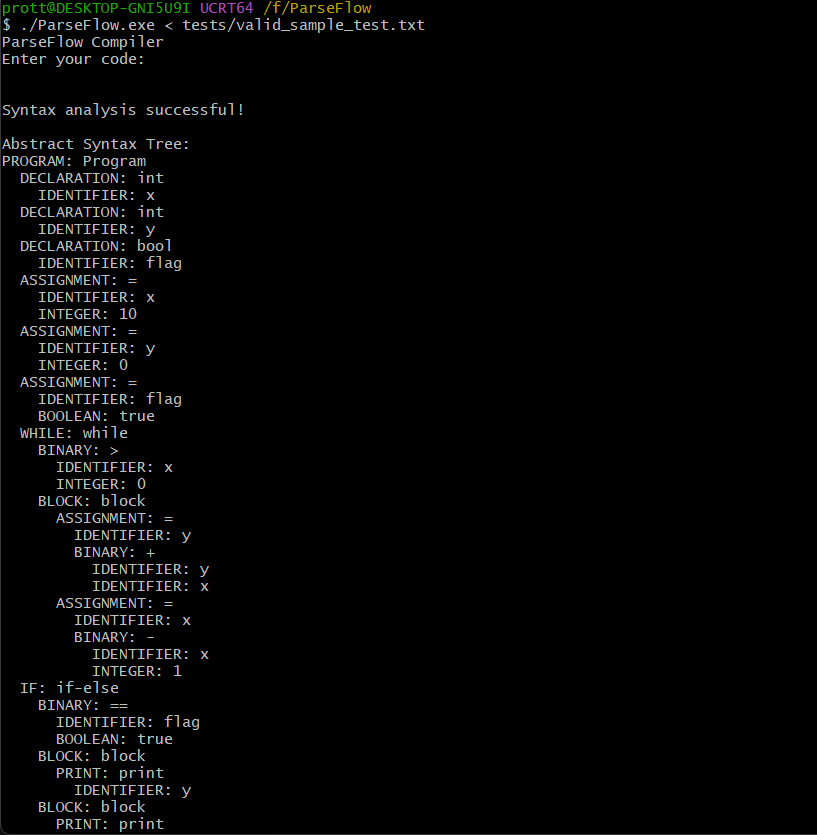 prott@DESKTOP-GNI5U9I UCRT64 /f/ParseFlow
$ ./ParseFlow.exe < tests/valid_sample_test.txt
ParseFlow Compiler
Enter your code:
Syntax analysis successful!
Abstract Syntax Tree:
PROGRAM: Program
  DECLARATION: int
    IDENTIFIER: x
  DECLARATION: int
    IDENTIFIER: y
  DECLARATION: bool
    IDENTIFIER: flag
  ASSIGNMENT: =
    IDENTIFIER: x
    INTEGER: 10
  ASSIGNMENT: =
    IDENTIFIER: y
    INTEGER: 0
  ASSIGNMENT: =
    IDENTIFIER: flag
    BOOLEAN: true
  WHILE: while
    BINARY: >
      IDENTIFIER: x
      INTEGER: 0
    BLOCK: block
      ASSIGNMENT: =
        IDENTIFIER: y
        BINARY: +
          IDENTIFIER: y
          IDENTIFIER: x
      ASSIGNMENT: =
        IDENTIFIER: x
        BINARY: -
          IDENTIFIER: x
          INTEGER: 1
  IF: if-else
    BINARY: ==
      IDENTIFIER: flag
      BOOLEAN: true
    BLOCK: block
      PRINT: print
        IDENTIFIER: y
    BLOCK: block
      PRINT: print